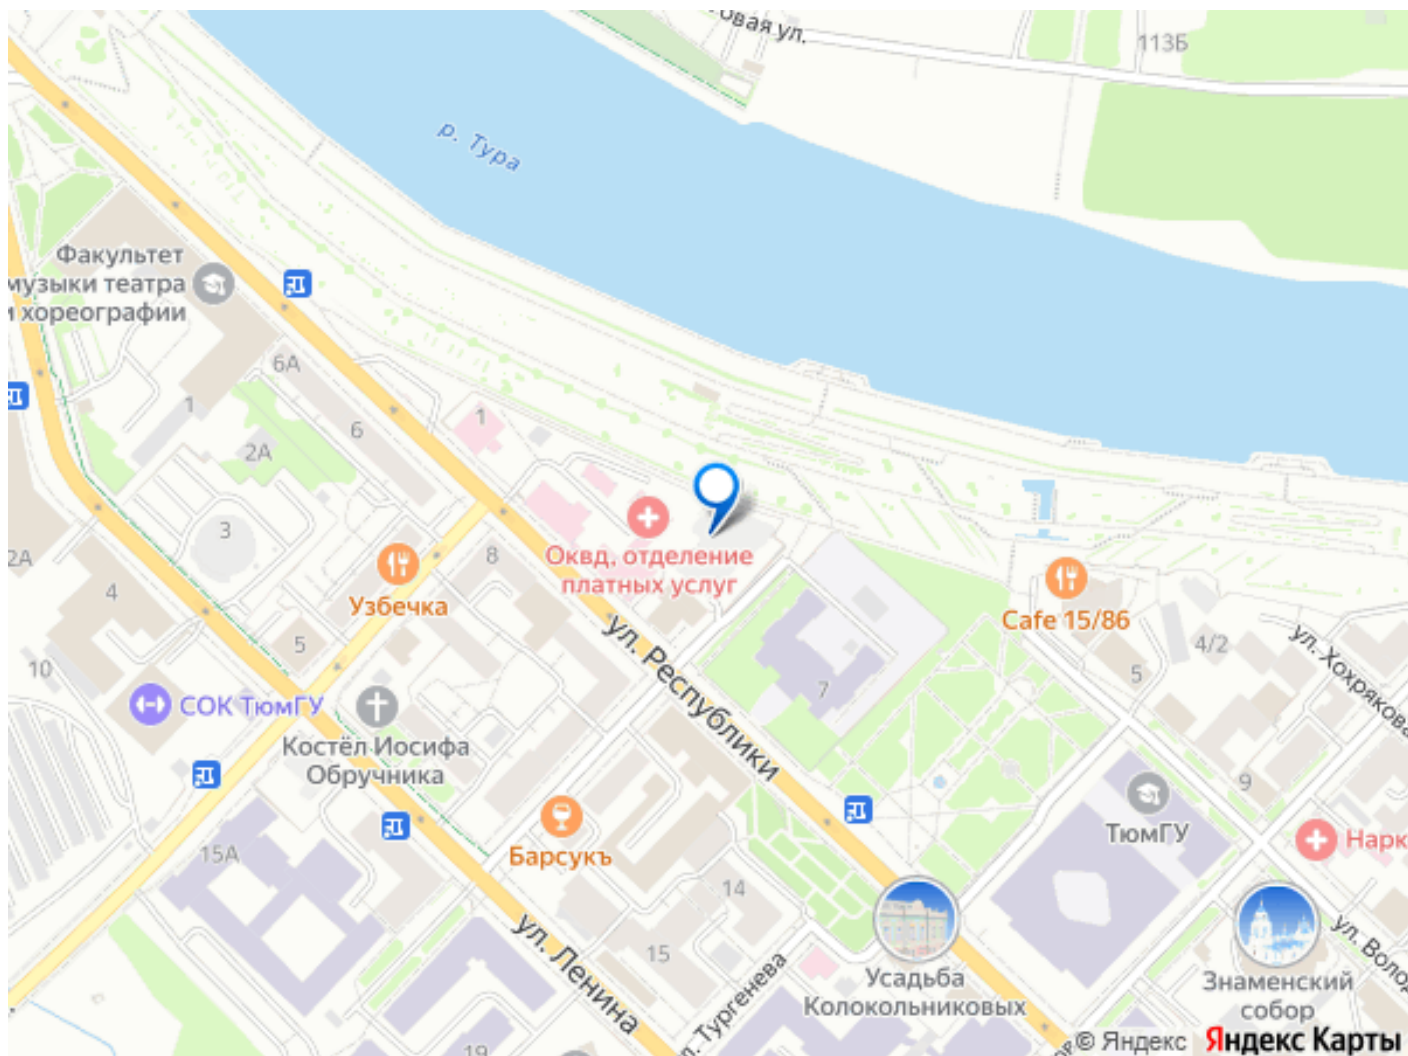 овая ул.
113Б
р. Тура
Факультет
музыки театра
и хореографии
6А
1
6
1
2А
3
2А
4
8
Оквд, отделение
платных услуг
Узбечка
5
10
СОК ТюмГУ
Костёл Иосифа
Обручника
ул. Республики
7
Cafe 15/86
4/2
5
ул. Хохрякова
9
ТюмГУ
Нарк
15А
Барсукъ
14
15
ул. Ленина
19
л. Тургенева
Усадьба
Колокольниковых
Знаменский
собор
ул. Волод
© Яндекс Яндекс Карты